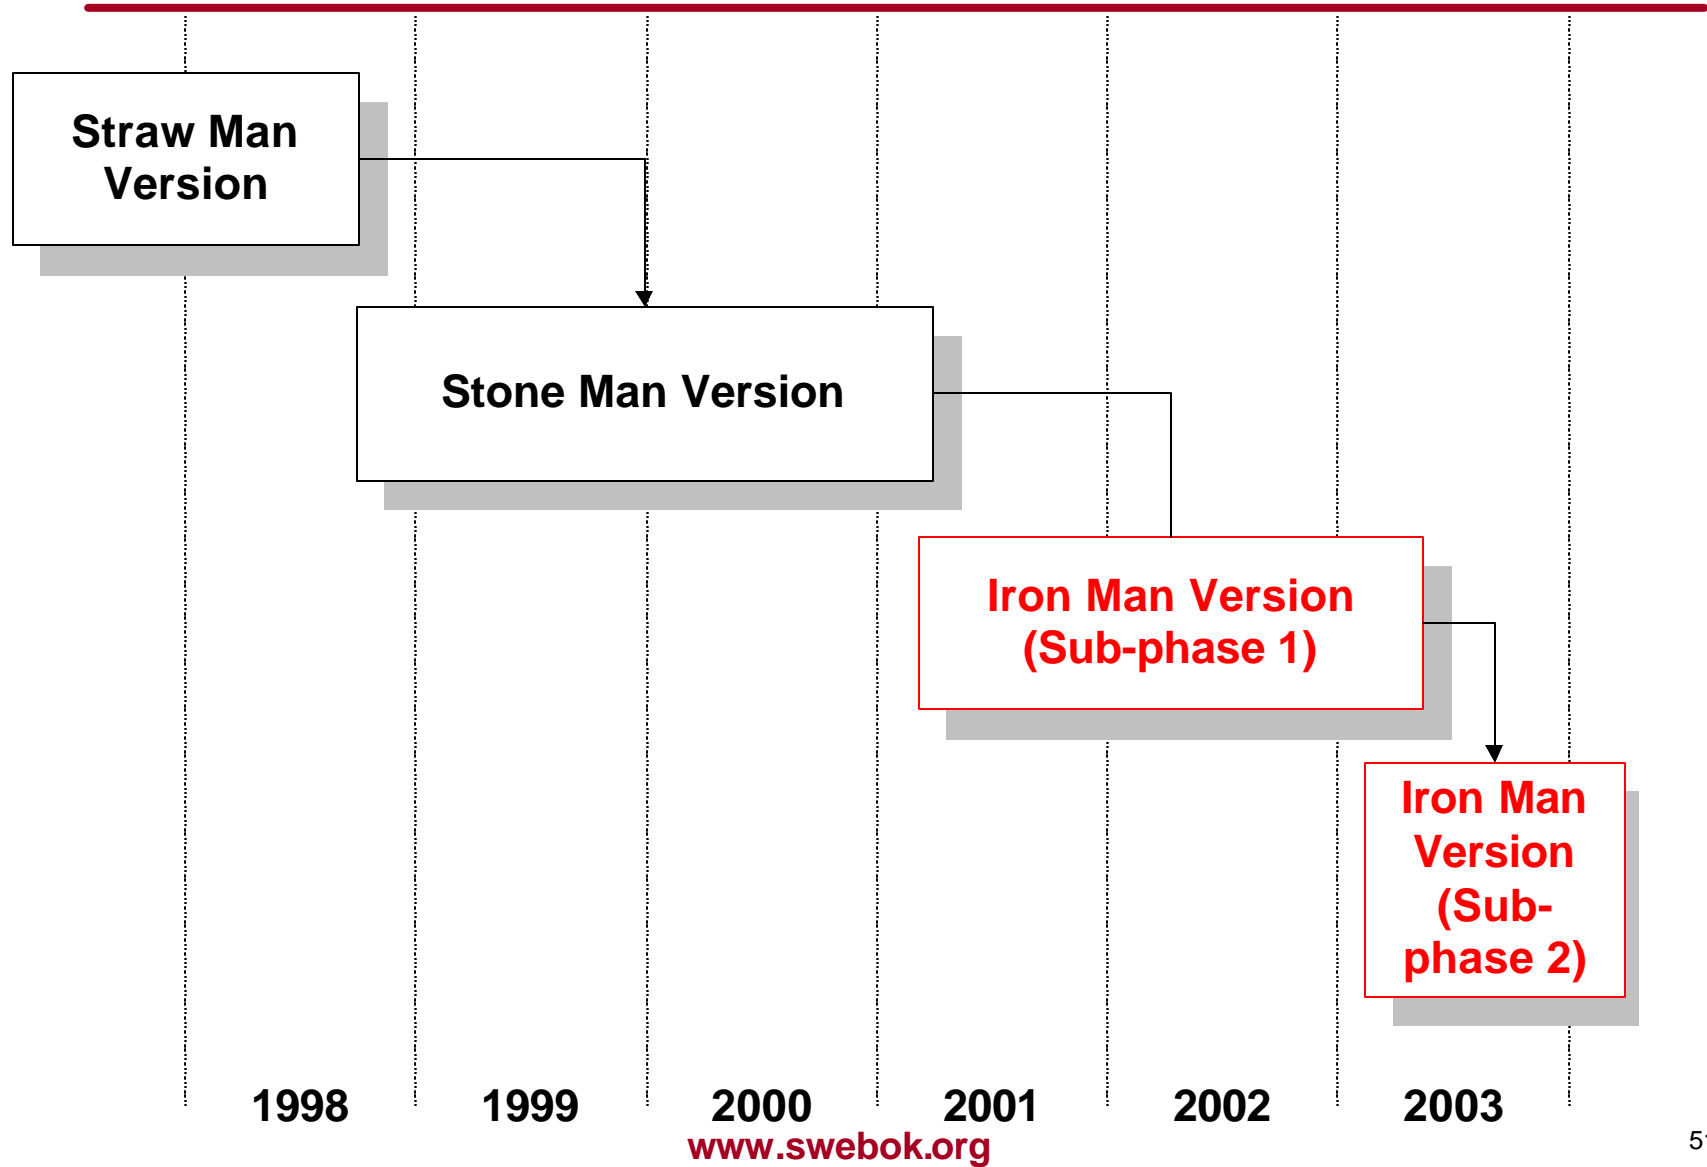 Straw Man
Version
Stone Man Version
Iron Man Version
(Sub-phase 1)
Iron Man
Version
(Sub-
phase 2)
1998 1999 2000 2001 2002 2003
www.swebok.org
51